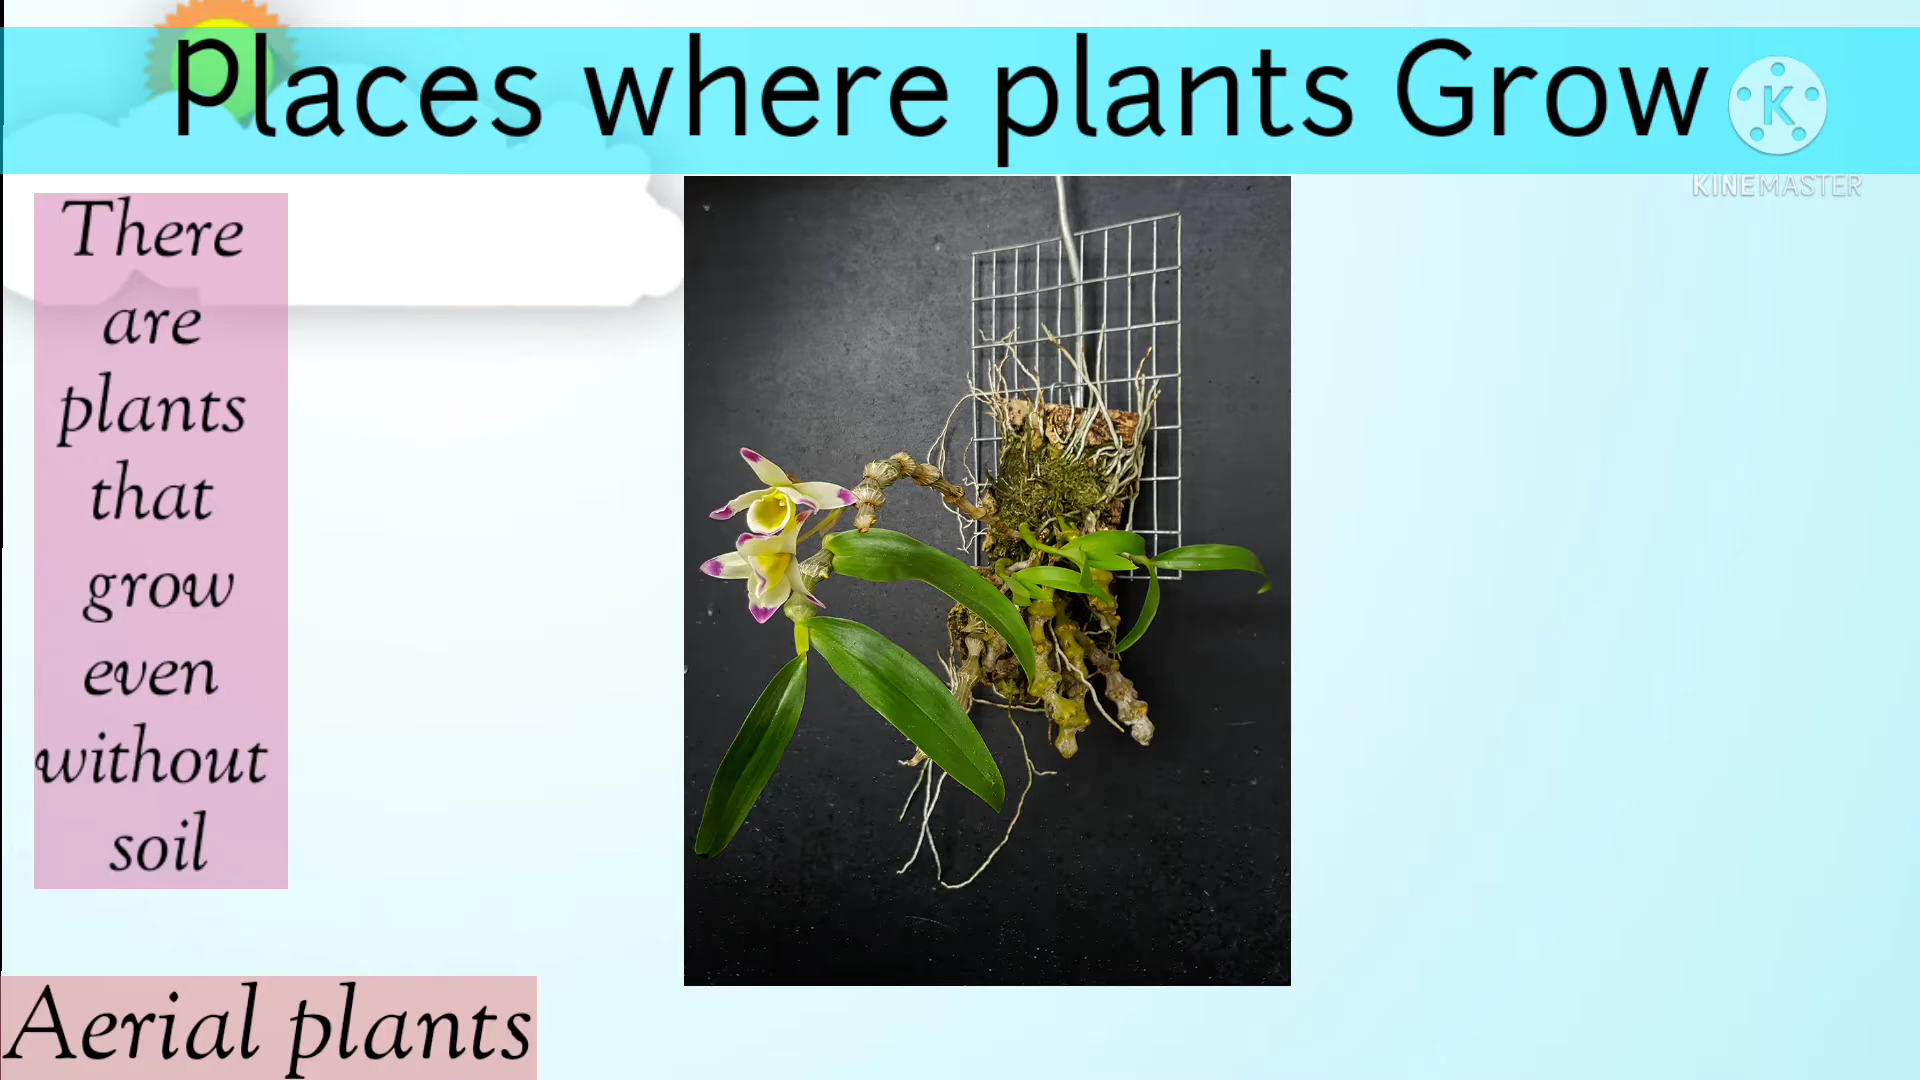 Places where plants Grow
K
KINEMASTER
There
are
plants
that
grow
even
without
soil
Aerial plants